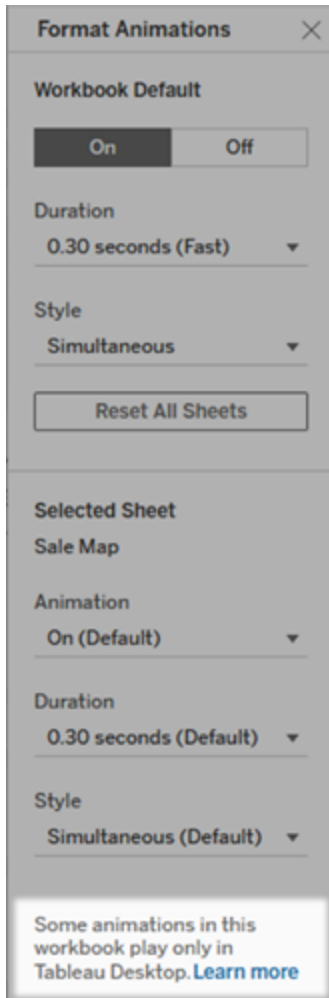 Format Animations
Workbook Default
On Off
Duration
0.30 seconds (Fast)
Style
Simultaneous
Reset All Sheets
Selected Sheet
Sale Map
Animation
On (Default)
Duration
0.30 seconds (Default)
Style
Simultaneous (Default)
Some animations in this
workbook play only in
Tableau Desktop. Learn more